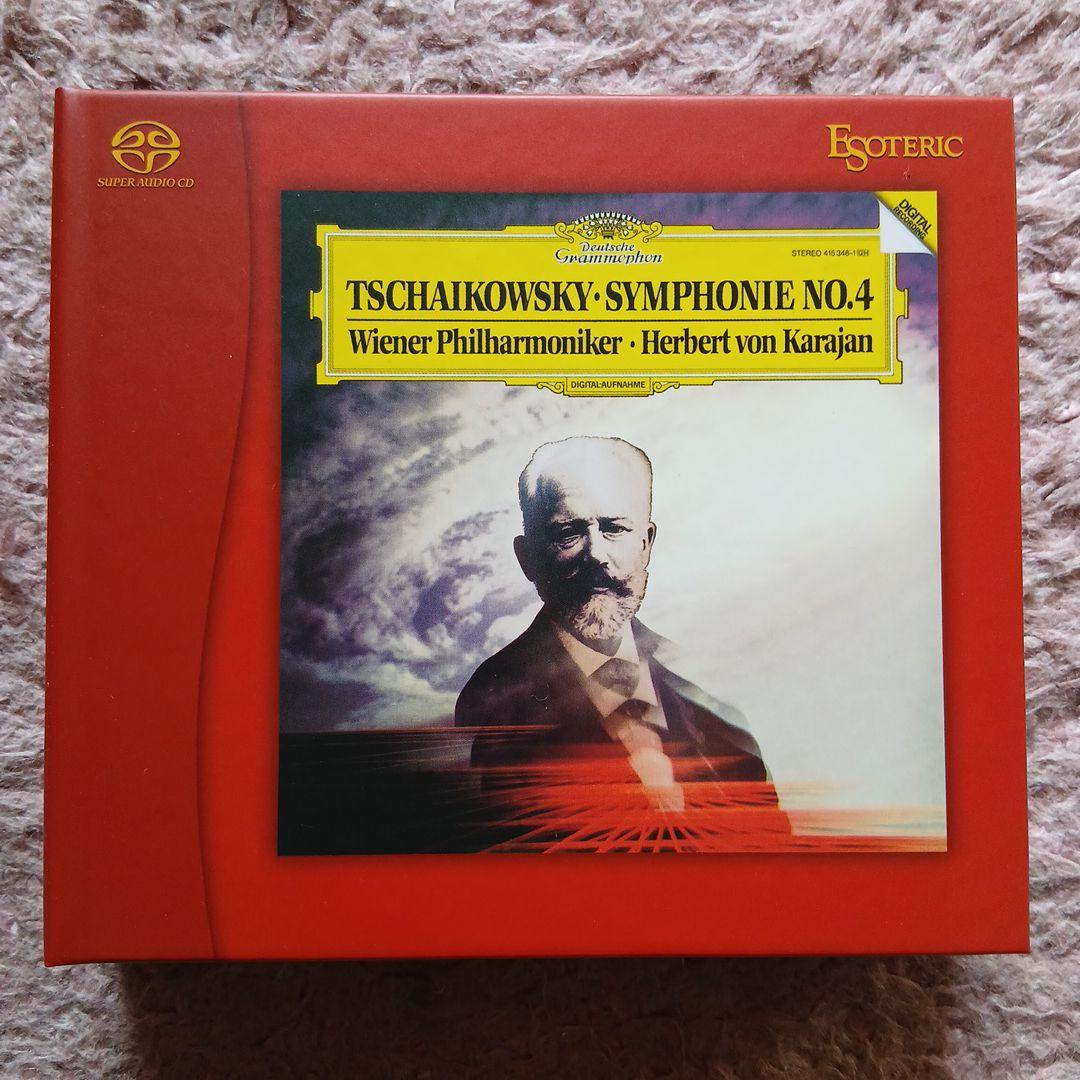 SUPER AUDIO CD
ESOTERIC
DIGITAL
RECORDING
Deutsche
Grammophon
STEREO 415 348-1 GH
TSCHAIKOWSKY · SYMPHONIE NO.4
Wiener Philharmoniker · Herbert von Karajan
DIGITAL-AUFNAHME